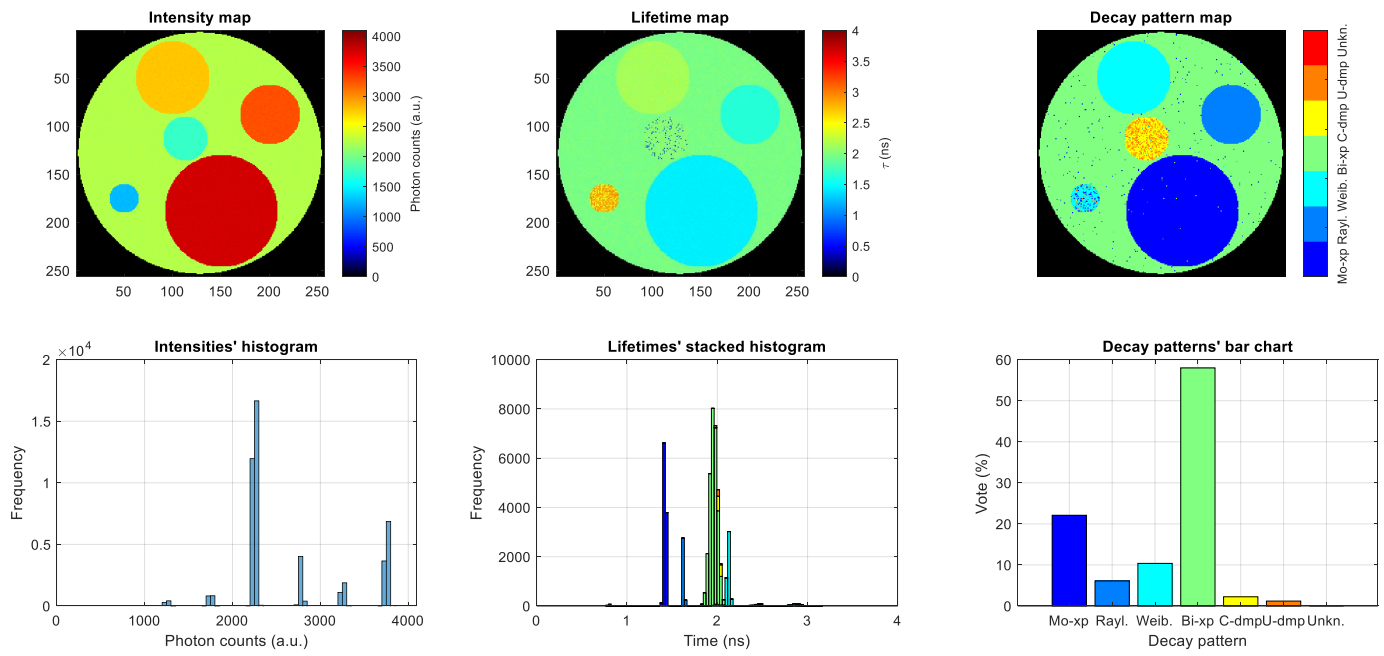 Intensity map
50
100
150
200
250
50 100 150 200 250
4000
3500
3000
2500
2000
1500
1000
500
0
Photon counts (a.u.)
Lifetime map
50
100
150
200
250
50 100 150 200 250
4
3.5
3
2.5
2
1.5
1
0.5
0
τ (ns)
Decay pattern map
Mo-xp Rayl. Weib. Bi-xp C-dmp U-dmp Unkn.
Intensities' histogram
×10⁴
2
1.5
1
0.5
0
0 1000 2000 3000 4000
Frequency
Photon counts (a.u.)
Lifetimes' stacked histogram
10000
8000
6000
4000
2000
0
0 1 2 3 4
Frequency
Time (ns)
Decay patterns' bar chart
60
50
40
30
20
10
0
Vote (%)
Mo-xp Rayl. Weib. Bi-xp C-dmp U-dmp Unkn.
Decay pattern